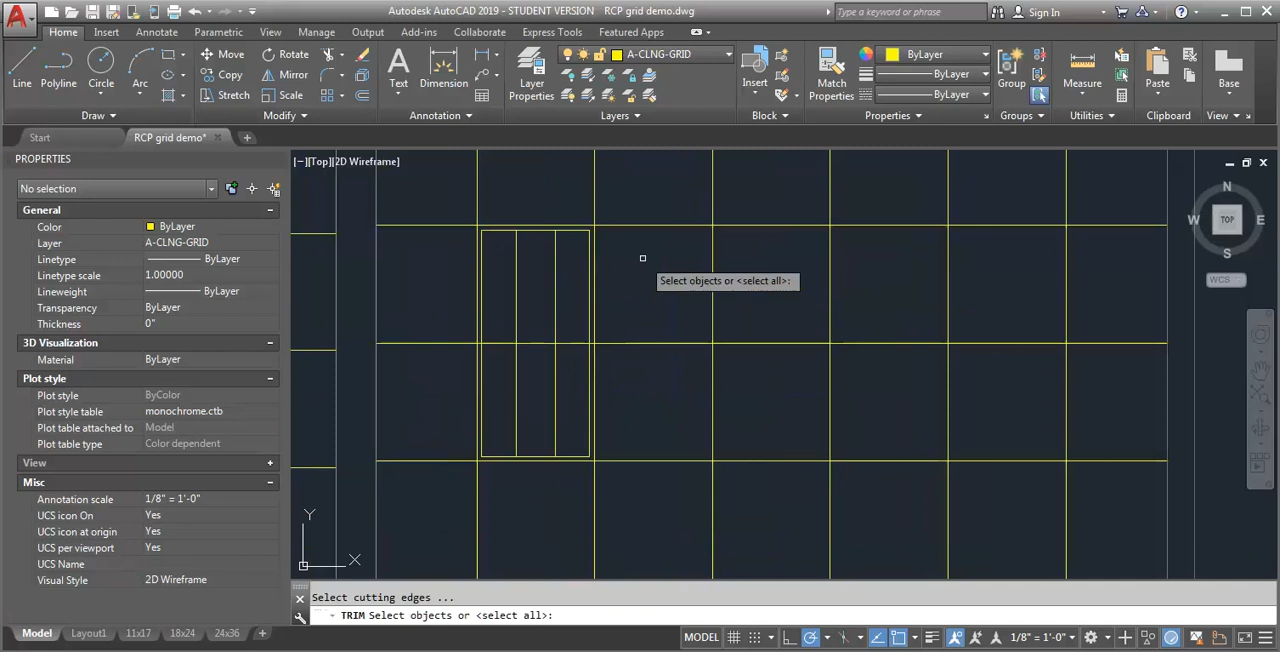 Autodesk AutoCAD 2019 - STUDENT VERSION RCP grid demo.dwg
Type a keyword or phrase
Sign In
Home Insert Annotate Parametric View Manage Output Add-ins Collaborate Express Tools Featured Apps
Line Polyline Circle Arc
Move Rotate
Copy Mirror
Stretch Scale
Text Dimension
Layer Properties
A-CLNG-GRID
Insert
Match Properties
ByLayer
ByLayer
ByLayer
Group
Measure
Paste
Base
Draw Modify Annotation Layers Block Properties Groups Utilities Clipboard View
Start RCP grid demo*
PROPERTIES
No selection
General
Color ByLayer
Layer A-CLNG-GRID
Linetype ByLayer
Linetype scale 1.00000
Lineweight ByLayer
Transparency ByLayer
Thickness 0"
3D Visualization
Material ByLayer
Plot style
Plot style ByColor
Plot style table monochrome.ctb
Plot table attached to Model
Plot table type Color dependent
View
Misc
Annotation scale 1/8" = 1'-0"
UCS icon On Yes
UCS icon at origin Yes
UCS per viewport Yes
UCS Name
Visual Style 2D Wireframe
[−][Top][2D Wireframe]
N
W TOP E
S
WCS
Select objects or <select all>:
Y
X
Select cutting edges ...
TRIM Select objects or <select all>:
Model Layout1 11x17 18x24 24x36
MODEL 1/8" = 1'-0"